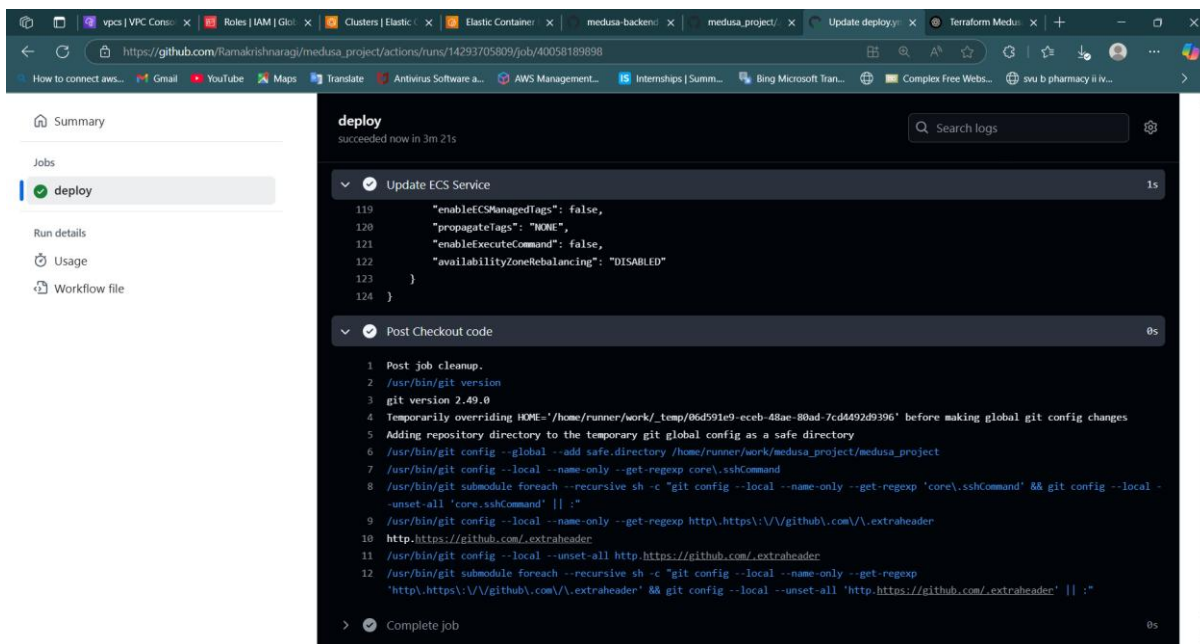 vpcs | VPC Conso
Roles | IAM | Glob
Clusters | Elastic C
Elastic Container
medusa-backend
medusa_project/
Update deploy.y
Terraform Medus
https://github.com/Ramakrishnaragi/medusa_project/actions/runs/14293705809/job/40058189898
How to connect aws...
Gmail
YouTube
Maps
Translate
Antivirus Software a...
AWS Management...
Internships | Summ...
Bing Microsoft Tran...
Complex Free Webs...
svu b pharmacy ii iv...
Summary
Jobs
deploy
Run details
Usage
Workflow file
deploy
succeeded now in 3m 21s
Search logs
Update ECS Service 1s
119 "enableECSManagedTags": false,
120 "propagateTags": "NONE",
121 "enableExecuteCommand": false,
122 "availabilityZoneRebalancing": "DISABLED"
123 }
124 }
Post Checkout code 0s
1 Post job cleanup.
2 /usr/bin/git version
3 git version 2.49.0
4 Temporarily overriding HOME='/home/runner/work/_temp/06d591e9-eceb-48ae-80ad-7cd4492d9396' before making global git config changes
5 Adding repository directory to the temporary git global config as a safe directory
6 /usr/bin/git config --global --add safe.directory /home/runner/work/medusa_project/medusa_project
7 /usr/bin/git config --local --name-only --get-regexp core\.sshCommand
8 /usr/bin/git submodule foreach --recursive sh -c "git config --local --name-only --get-regexp 'core\.sshCommand' && git config --local -
-unset-all 'core.sshCommand' || :"
9 /usr/bin/git config --local --name-only --get-regexp http\.https\:\/\/github\.com\/\.extraheader
10 http.https://github.com/.extraheader
11 /usr/bin/git config --local --unset-all http.https://github.com/.extraheader
12 /usr/bin/git submodule foreach --recursive sh -c "git config --local --name-only --get-regexp
'http\.https\:\/\/github\.com\/\.extraheader' && git config --local --unset-all 'http.https://github.com/.extraheader' || :"
Complete job 0s